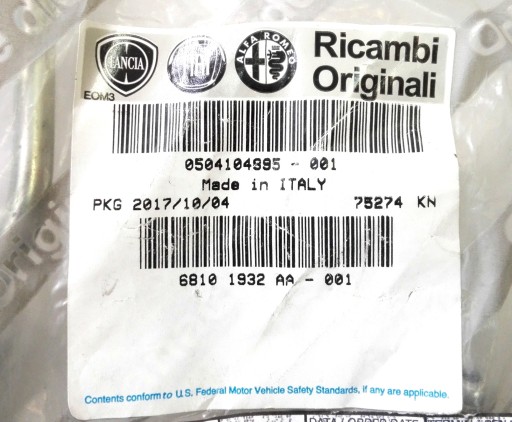 LANCIA FIAT ALFA ROMEO Ricambi
Originali
EOM3
0504104995 - 001
Made in ITALY
PKG 2017/10/04 75274 KN
6810 1932 AA - 001
Contents conform to U.S. Federal Motor Vehicle Safety Standards, if any are applicable.